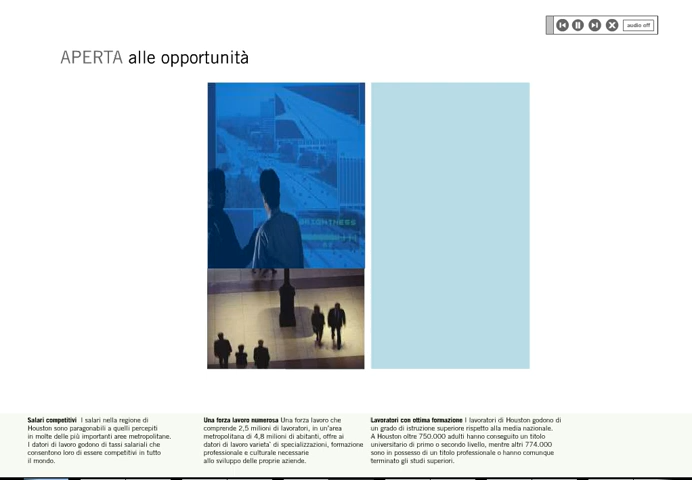 audio off
APERTA alle opportunità
BRIGHTNESS
Salari competitivi I salari nella regione di
Houston sono paragonabili a quelli percepiti
in molte delle più importanti aree metropolitane.
I datori di lavoro godono di tassi salariali che
consentono loro di essere competitivi in tutto
il mondo.
Una forza lavoro numerosa Una forza lavoro che
comprende 2,5 milioni di lavoratori, in un'area
metropolitana di 4,8 milioni di abitanti, offre ai
datori di lavoro varieta' di specializzazioni, formazione
professionale e culturale necessarie
allo sviluppo delle proprie aziende.
Lavoratori con ottima formazione I lavoratori di Houston godono di
un grado di istruzione superiore rispetto alla media nazionale.
A Houston oltre 750.000 adulti hanno conseguito un titolo
universitario di primo o secondo livello, mentre altri 774.000
sono in possesso di un titolo professionale o hanno comunque
terminato gli studi superiori.